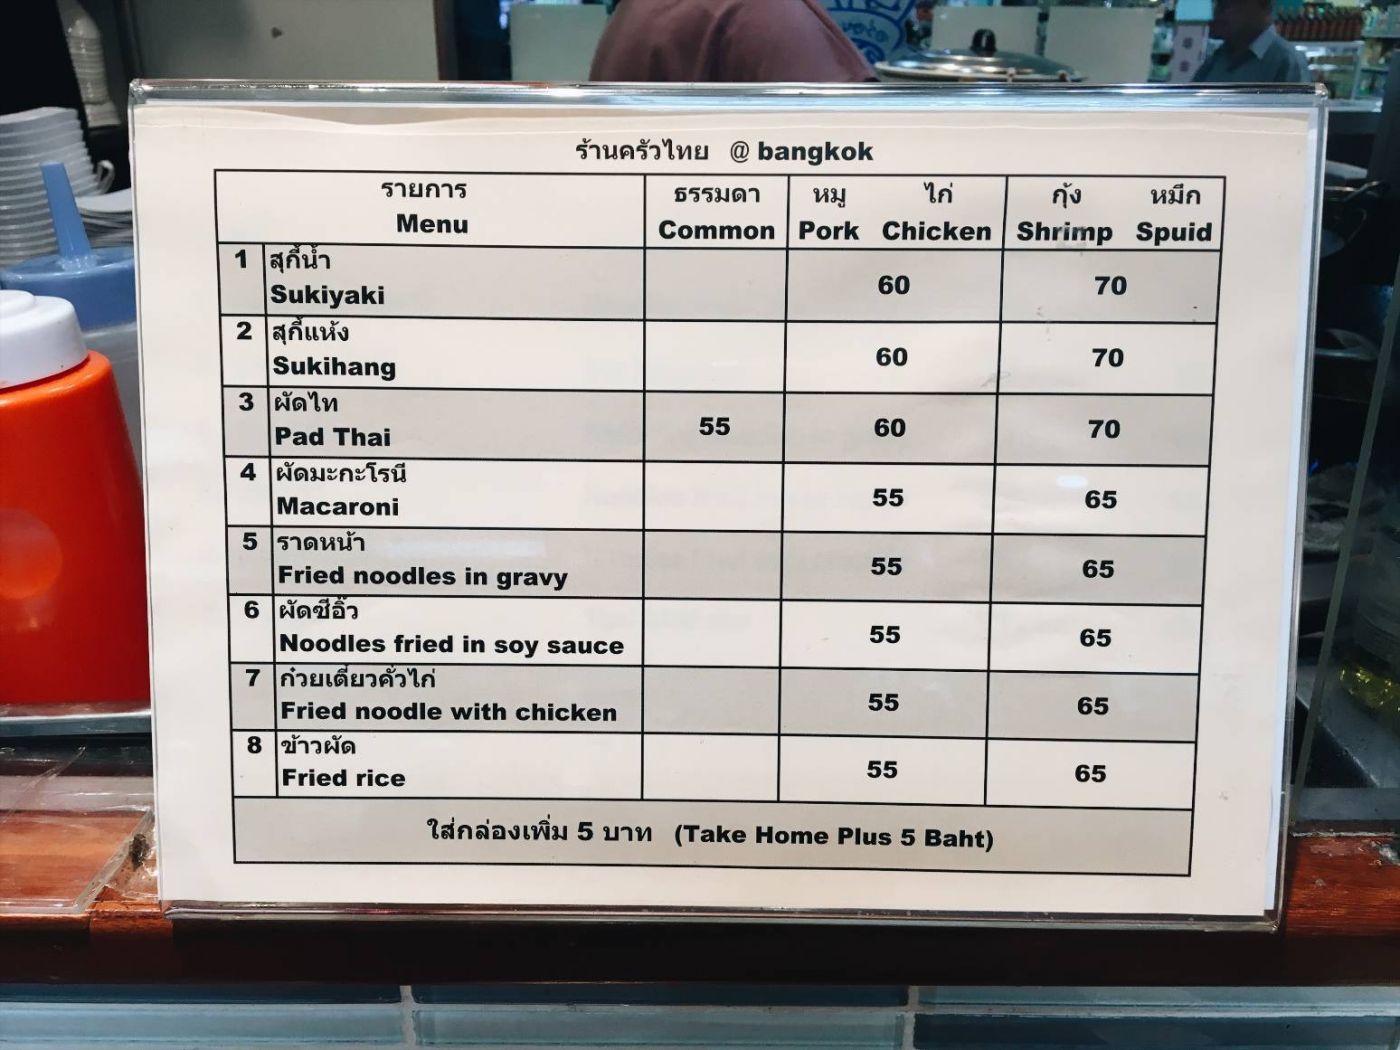 ร้านครัวไทย @ bangkok
รายการ ธรรมดา หมู ไก่ กุ้ง หมึก
Menu Common Pork Chicken Shrimp Spuid
1 สุกี้น้ำ
Sukiyaki 60 70
2 สุกี้แห้ง
Sukihang 60 70
3 ผัดไท
Pad Thai 55 60 70
4 ผัดมะกะโรนี
Macaroni 55 65
5 ราดหน้า
Fried noodles in gravy 55 65
6 ผัดซีอิ๊ว
Noodles fried in soy sauce 55 65
7 ก๋วยเตี่ยวคั่วไก่
Fried noodle with chicken 55 65
8 ข้าวผัด
Fried rice 55 65
ใส่กล่องเพิ่ม 5 บาท (Take Home Plus 5 Baht)